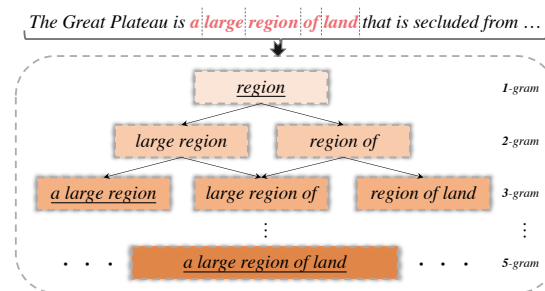 The Great Plateau is a large region of land that is secluded from …
region 1-gram
large region region of 2-gram
a large region large region of region of land 3-gram
⋮ ⋮
· · · a large region of land · · · 5-gram